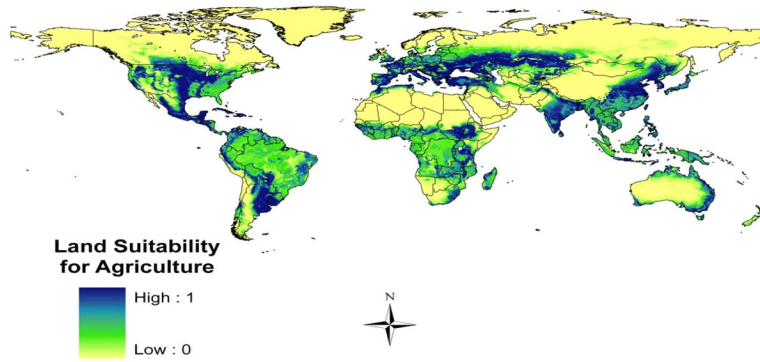 Land Suitability
for Agriculture
High : 1
Low : 0
N